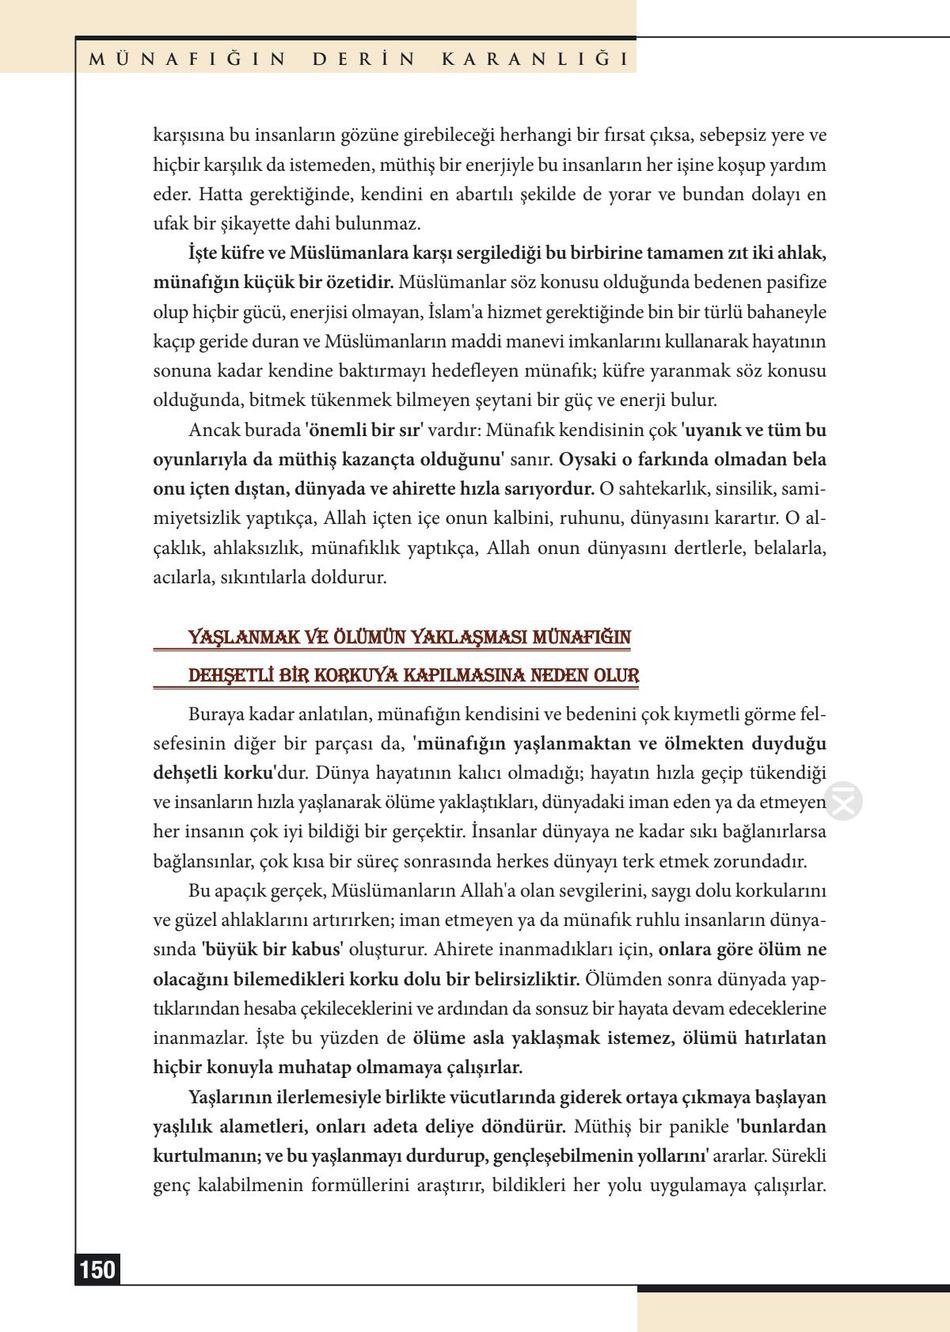 MÜNAFIĞIN DERİN KARANLIĞI
karşısına bu insanların gözüne girebileceği herhangi bir fırsat çıksa, sebepsiz yere ve
hiçbir karşılık da istemeden, müthiş bir enerjiyle bu insanların her işine koşup yardım
eder. Hatta gerektiğinde, kendini en abartılı şekilde de yorar ve bundan dolayı en
ufak bir şikayette dahi bulunmaz.
İşte küfre ve Müslümanlara karşı sergilediği bu birbirine tamamen zıt iki ahlak,
münafığın küçük bir özetidir. Müslümanlar söz konusu olduğunda bedenen pasifize
olup hiçbir gücü, enerjisi olmayan, İslam'a hizmet gerektiğinde bin bir türlü bahaneyle
kaçıp geride duran ve Müslümanların maddi manevi imkanlarını kullanarak hayatının
sonuna kadar kendine baktırmayı hedefleyen münafık; küfre yaranmak söz konusu
olduğunda, bitmek tükenmek bilmeyen şeytani bir güç ve enerji bulur.
Ancak burada 'önemli bir sır' vardır: Münafık kendisinin çok 'uyanık ve tüm bu
oyunlarıyla da müthiş kazançta olduğunu' sanır. Oysaki o farkında olmadan bela
onu içten dıştan, dünyada ve ahirette hızla sarıyordur. O sahtekarlık, sinsilik, sami-
miyetsizlik yaptıkça, Allah içten içe onun kalbini, ruhunu, dünyasını karartır. O al-
çaklık, ahlaksızlık, münafıklık yaptıkça, Allah onun dünyasını dertlerle, belalarla,
acılarla, sıkıntılarla doldurur.
YAŞLANMAK VE ÖLÜMÜN YAKLAŞMASI MÜNAFIĞIN
DEHŞETLİ BİR KORKUYA KAPILMASINA NEDEN OLUR
Buraya kadar anlatılan, münafığın kendisini ve bedenini çok kıymetli görme fel-
sefesinin diğer bir parçası da, 'münafığın yaşlanmaktan ve ölmekten duyduğu
dehşetli korku'dur. Dünya hayatının kalıcı olmadığı; hayatın hızla geçip tükendiği
ve insanların hızla yaşlanarak ölüme yaklaştıkları, dünyadaki iman eden ya da etmeyen
her insanın çok iyi bildiği bir gerçektir. İnsanlar dünyaya ne kadar sıkı bağlanırlarsa
bağlansınlar, çok kısa bir süreç sonrasında herkes dünyayı terk etmek zorundadır.
Bu apaçık gerçek, Müslümanların Allah'a olan sevgilerini, saygı dolu korkularını
ve güzel ahlaklarını artırırken; iman etmeyen ya da münafık ruhlu insanların dünya-
sında 'büyük bir kabus' oluşturur. Ahirete inanmadıkları için, onlara göre ölüm ne
olacağını bilemedikleri korku dolu bir belirsizliktir. Ölümden sonra dünyada yap-
tıklarından hesaba çekileceklerini ve ardından da sonsuz bir hayata devam edeceklerine
inanmazlar. İşte bu yüzden de ölüme asla yaklaşmak istemez, ölümü hatırlatan
hiçbir konuyla muhatap olmamaya çalışırlar.
Yaşlarının ilerlemesiyle birlikte vücutlarında giderek ortaya çıkmaya başlayan
yaşlılık alametleri, onları adeta deliye döndürür. Müthiş bir panikle 'bunlardan
kurtulmanın; ve bu yaşlanmayı durdurup, gençleşebilmenin yollarını' ararlar. Sürekli
genç kalabilmenin formüllerini araştırır, bildikleri her yolu uygulamaya çalışırlar.
150